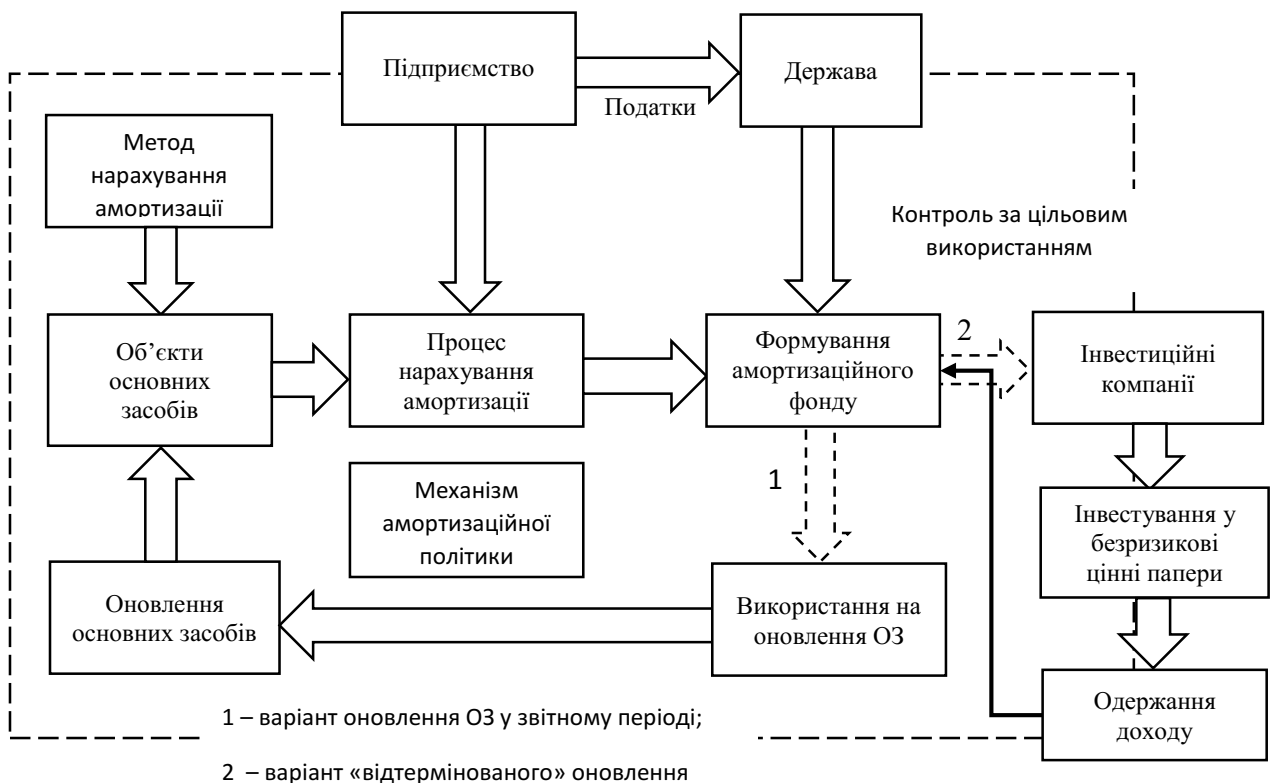 Підприємство
Держава
Податки
Метод
нарахування
амортизації
Контроль за цільовим
використанням
Об’єкти
основних
засобів
Процес
нарахування
амортизації
Формування
амортизаційного
фонду
2
Інвестиційні
компанії
1
Механізм
амортизаційної
політики
Інвестування у
безризикові
цінні папери
Оновлення
основних засобів
Використання на
оновлення ОЗ
Одержання
доходу
1 – варіант оновлення ОЗ у звітному періоді;
2 – варіант «відтермінованого» оновлення